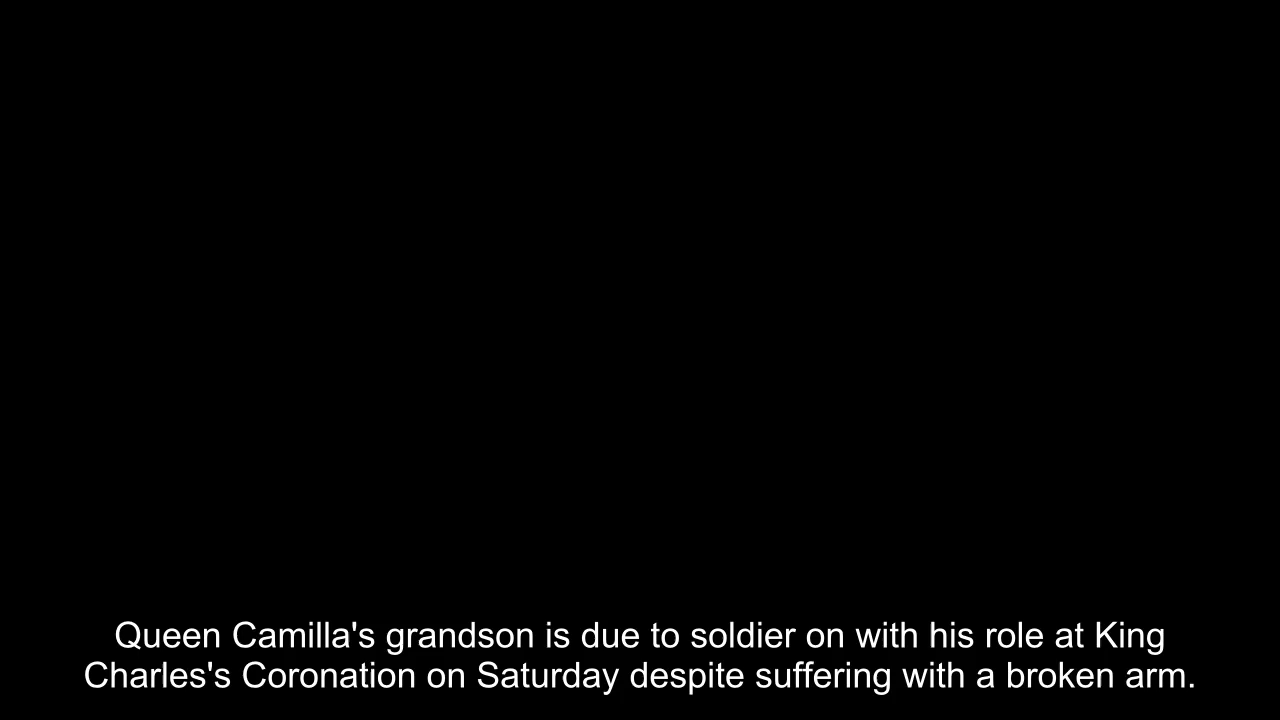 Queen Camilla's grandson is due to soldier on with his role at King
Charles's Coronation on Saturday despite suffering with a broken arm.